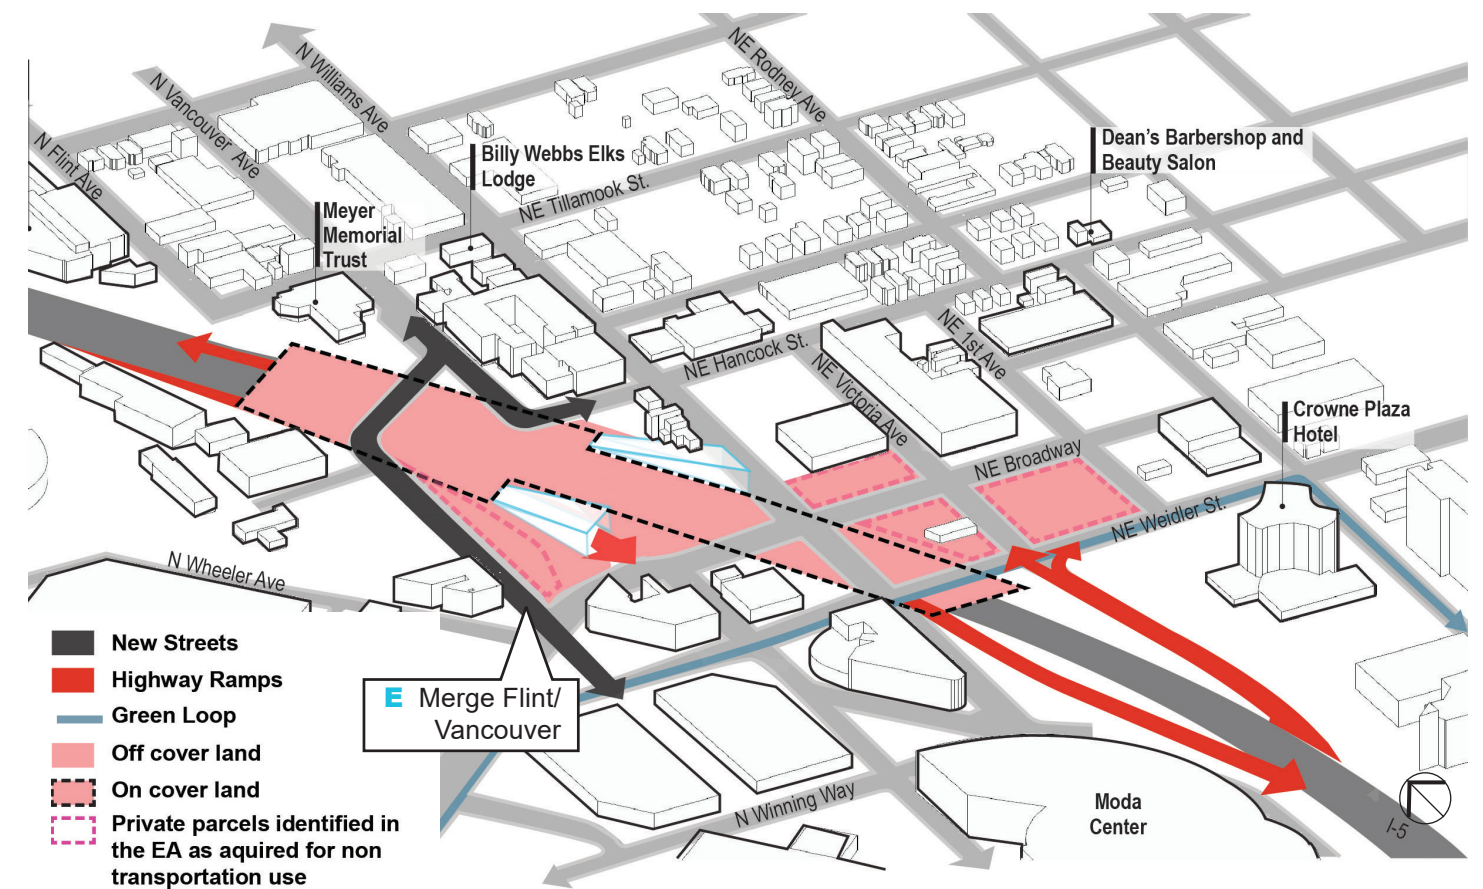 N Williams Ave
NE Rodney Ave
N Vancouver Ave
N Flint Ave
Billy Webbs Elks
Lodge
Dean's Barbershop and
Beauty Salon
NE Tillamook St.
Meyer
Memorial
Trust
NE Hancock St.
NE 1st Ave
NE Victoria Ave
Crowne Plaza
Hotel
NE Broadway
NE Weidler St.
N Wheeler Ave
New Streets
Highway Ramps
Green Loop
Off cover land
On cover land
Private parcels identified in
the EA as aquired for non
transportation use
E Merge Flint/
Vancouver
N Winning Way
Moda
Center
I-5